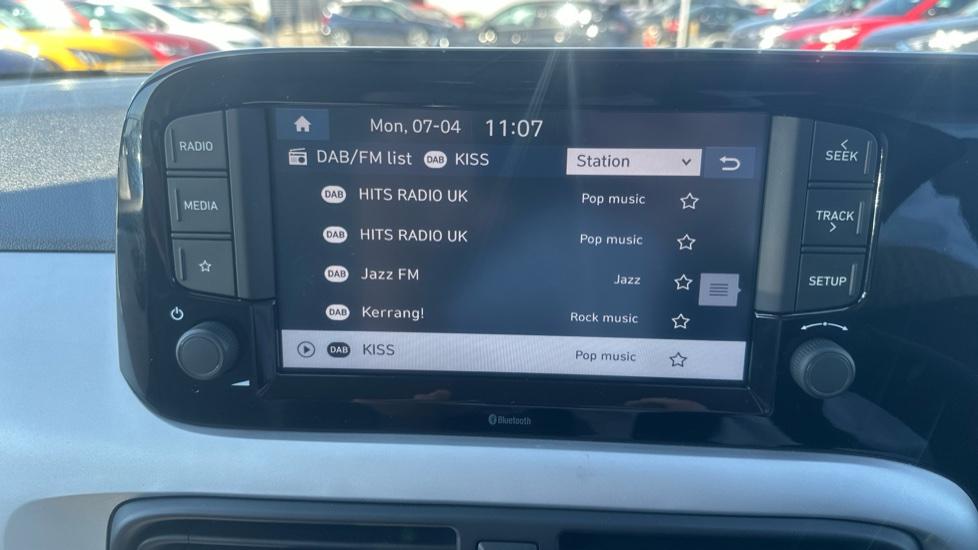 RADIO
MEDIA
Mon, 07-04 11:07
DAB/FM list DAB KISS Station
DAB HITS RADIO UK Pop music
DAB HITS RADIO UK Pop music
DAB Jazz FM Jazz
DAB Kerrang! Rock music
DAB KISS Pop music
SEEK
TRACK
SETUP
Bluetooth